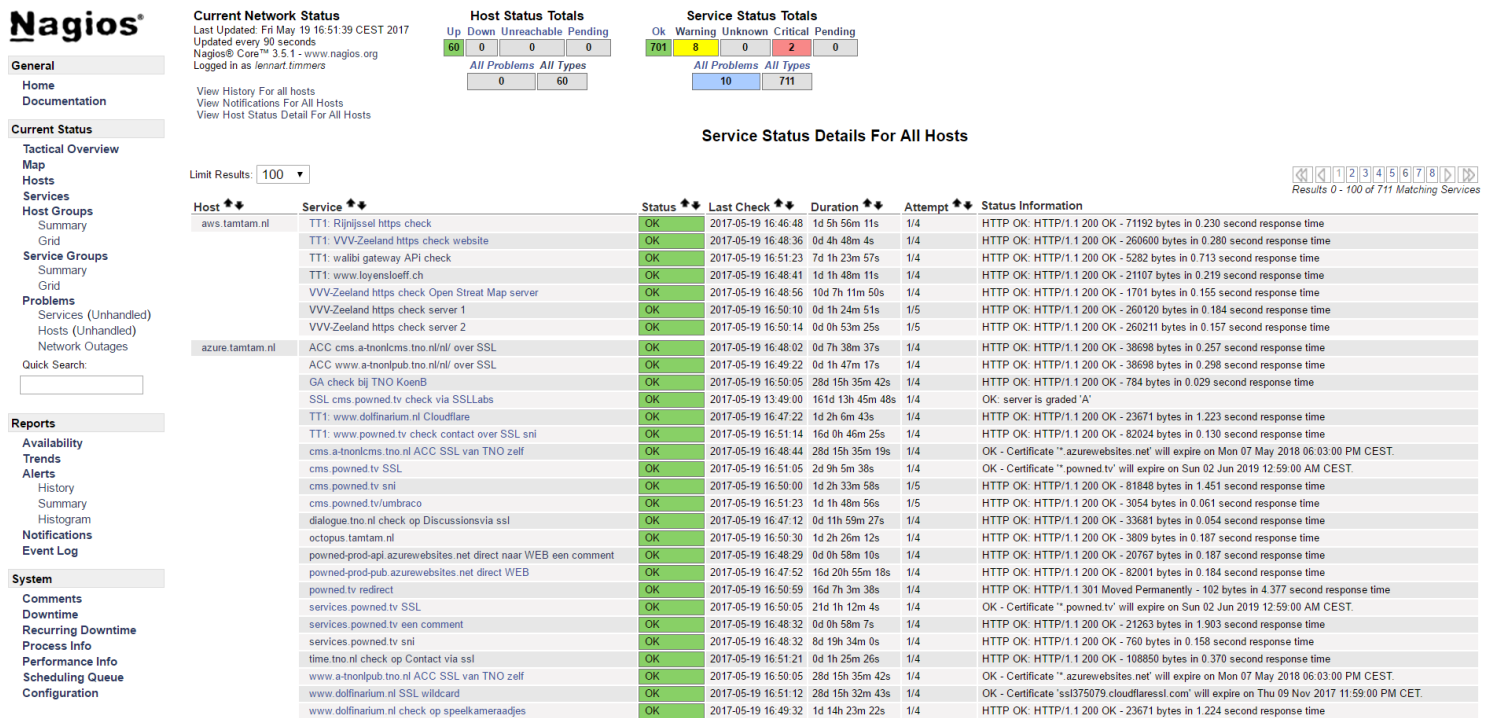 Nagios®
General
Home
Documentation
Current Status
Tactical Overview
Map
Hosts
Services
Host Groups
Summary
Grid
Service Groups
Summary
Grid
Problems
Services (Unhandled)
Hosts (Unhandled)
Network Outages
Quick Search:
Reports
Availability
Trends
Alerts
History
Summary
Histogram
Notifications
Event Log
System
Comments
Downtime
Recurring Downtime
Process Info
Performance Info
Scheduling Queue
Configuration
Current Network Status
Last Updated: Fri May 19 16:51:39 CEST 2017
Updated every 90 seconds
Nagios® Core™ 3.5.1 - www.nagios.org
Logged in as lennart.timmers
View History For all hosts
View Notifications For All Hosts
View Host Status Detail For All Hosts
Host Status Totals
Up Down Unreachable Pending
60 0 0 0
All Problems All Types
0 60
Service Status Totals
Ok Warning Unknown Critical Pending
701 8 0 2 0
All Problems All Types
10 711
Service Status Details For All Hosts
Limit Results: 100
1 2 3 4 5 6 7 8
Results 0 - 100 of 711 Matching Services
Host Service Status Last Check Duration Attempt Status Information
aws.tamtam.nl TT1: Rijnijssel https check OK 2017-05-19 16:46:48 1d 5h 56m 11s 1/4 HTTP OK: HTTP/1.1 200 OK - 71192 bytes in 0.230 second response time
TT1: VVV-Zeeland https check website OK 2017-05-19 16:48:36 0d 4h 48m 4s 1/4 HTTP OK: HTTP/1.1 200 OK - 260600 bytes in 0.280 second response time
TT1: walibi gateway APi check OK 2017-05-19 16:51:23 7d 1h 23m 57s 1/4 HTTP OK: HTTP/1.1 200 OK - 5282 bytes in 0.713 second response time
TT1: www.loyensloeff.ch OK 2017-05-19 16:48:41 1d 1h 48m 11s 1/4 HTTP OK: HTTP/1.1 200 OK - 21107 bytes in 0.219 second response time
VVV-Zeeland https check Open Streat Map server OK 2017-05-19 16:48:56 10d 7h 11m 50s 1/4 HTTP OK: HTTP/1.1 200 OK - 1701 bytes in 0.155 second response time
VVV-Zeeland https check server 1 OK 2017-05-19 16:50:10 0d 1h 24m 51s 1/5 HTTP OK: HTTP/1.1 200 OK - 260120 bytes in 0.184 second response time
VVV-Zeeland https check server 2 OK 2017-05-19 16:50:14 0d 0h 53m 25s 1/5 HTTP OK: HTTP/1.1 200 OK - 260211 bytes in 0.157 second response time
azure.tamtam.nl ACC cms.a-tnonlcms.tno.nl/nl/ over SSL OK 2017-05-19 16:48:02 0d 7h 38m 37s 1/4 HTTP OK: HTTP/1.1 200 OK - 38698 bytes in 0.257 second response time
ACC www.a-tnonlpub.tno.nl/nl/ over SSL OK 2017-05-19 16:49:22 0d 1h 47m 17s 1/4 HTTP OK: HTTP/1.1 200 OK - 38698 bytes in 0.298 second response time
GA check bij TNO KoenB OK 2017-05-19 16:50:05 28d 15h 35m 42s 1/4 HTTP OK: HTTP/1.1 200 OK - 784 bytes in 0.029 second response time
SSL cms.powned.tv check via SSLLabs OK 2017-05-19 13:49:00 161d 13h 45m 48s 1/4 OK: server is graded 'A'
TT1: www.dolfinarium.nl Cloudflare OK 2017-05-19 16:47:22 1d 2h 6m 43s 1/4 HTTP OK: HTTP/1.1 200 OK - 23671 bytes in 1.223 second response time
TT1: www.powned.tv check contact over SSL sni OK 2017-05-19 16:51:14 16d 0h 46m 25s 1/4 HTTP OK: HTTP/1.1 200 OK - 82024 bytes in 0.130 second response time
cms.a-tnonlcms.tno.nl ACC SSL van TNO zelf OK 2017-05-19 16:48:44 28d 15h 35m 19s 1/4 OK - Certificate '*.azurewebsites.net' will expire on Mon 07 May 2018 06:03:00 PM CEST.
cms.powned.tv SSL OK 2017-05-19 16:51:05 2d 9h 5m 38s 1/4 OK - Certificate '*.powned.tv' will expire on Sun 02 Jun 2019 12:59:00 AM CEST.
cms.powned.tv sni OK 2017-05-19 16:50:00 1d 2h 33m 58s 1/5 HTTP OK: HTTP/1.1 200 OK - 81848 bytes in 1.451 second response time
cms.powned.tv/umbraco OK 2017-05-19 16:51:23 1d 1h 48m 56s 1/5 HTTP OK: HTTP/1.1 200 OK - 3054 bytes in 0.061 second response time
dialogue.tno.nl check op Discussionsvia ssl OK 2017-05-19 16:47:12 0d 11h 59m 27s 1/4 HTTP OK: HTTP/1.1 200 OK - 33681 bytes in 0.054 second response time
octopus.tamtam.nl OK 2017-05-19 16:50:30 1d 2h 26m 12s 1/4 HTTP OK: HTTP/1.1 200 OK - 3809 bytes in 0.187 second response time
powned-prod-api.azurewebsites.net direct naar WEB een comment OK 2017-05-19 16:48:29 0d 0h 58m 10s 1/4 HTTP OK: HTTP/1.1 200 OK - 20767 bytes in 0.187 second response time
powned-prod-pub.azurewebsites.net direct WEB OK 2017-05-19 16:47:52 16d 20h 55m 18s 1/4 HTTP OK: HTTP/1.1 200 OK - 82001 bytes in 0.184 second response time
powned.tv redirect OK 2017-05-19 16:50:59 16d 7h 3m 38s 1/4 HTTP OK: HTTP/1.1 301 Moved Permanently - 102 bytes in 4.377 second response time
services.powned.tv SSL OK 2017-05-19 16:50:05 21d 1h 12m 4s 1/4 OK - Certificate '*.powned.tv' will expire on Sun 02 Jun 2019 12:59:00 AM CEST.
services.powned.tv een comment OK 2017-05-19 16:48:32 0d 0h 58m 7s 1/4 HTTP OK: HTTP/1.1 200 OK - 21263 bytes in 1.903 second response time
services.powned.tv sni OK 2017-05-19 16:48:32 8d 19h 34m 0s 1/4 HTTP OK: HTTP/1.1 200 OK - 760 bytes in 0.158 second response time
time.tno.nl check op Contact via ssl OK 2017-05-19 16:51:21 0d 1h 25m 26s 1/4 HTTP OK: HTTP/1.1 200 OK - 108850 bytes in 0.370 second response time
www.a-tnonlpub.tno.nl ACC SSL van TNO zelf OK 2017-05-19 16:50:05 28d 15h 35m 42s 1/4 OK - Certificate '*.azurewebsites.net' will expire on Mon 07 May 2018 06:03:00 PM CEST.
www.dolfinarium.nl SSL wildcard OK 2017-05-19 16:51:12 28d 15h 32m 43s 1/4 OK - Certificate 'ssl375079.cloudflaressl.com' will expire on Thu 09 Nov 2017 11:59:00 PM CET.
www.dolfinarium.nl check op speelkameraadjes OK 2017-05-19 16:49:32 1d 14h 23m 22s 1/4 HTTP OK: HTTP/1.1 200 OK - 23671 bytes in 1.224 second response time